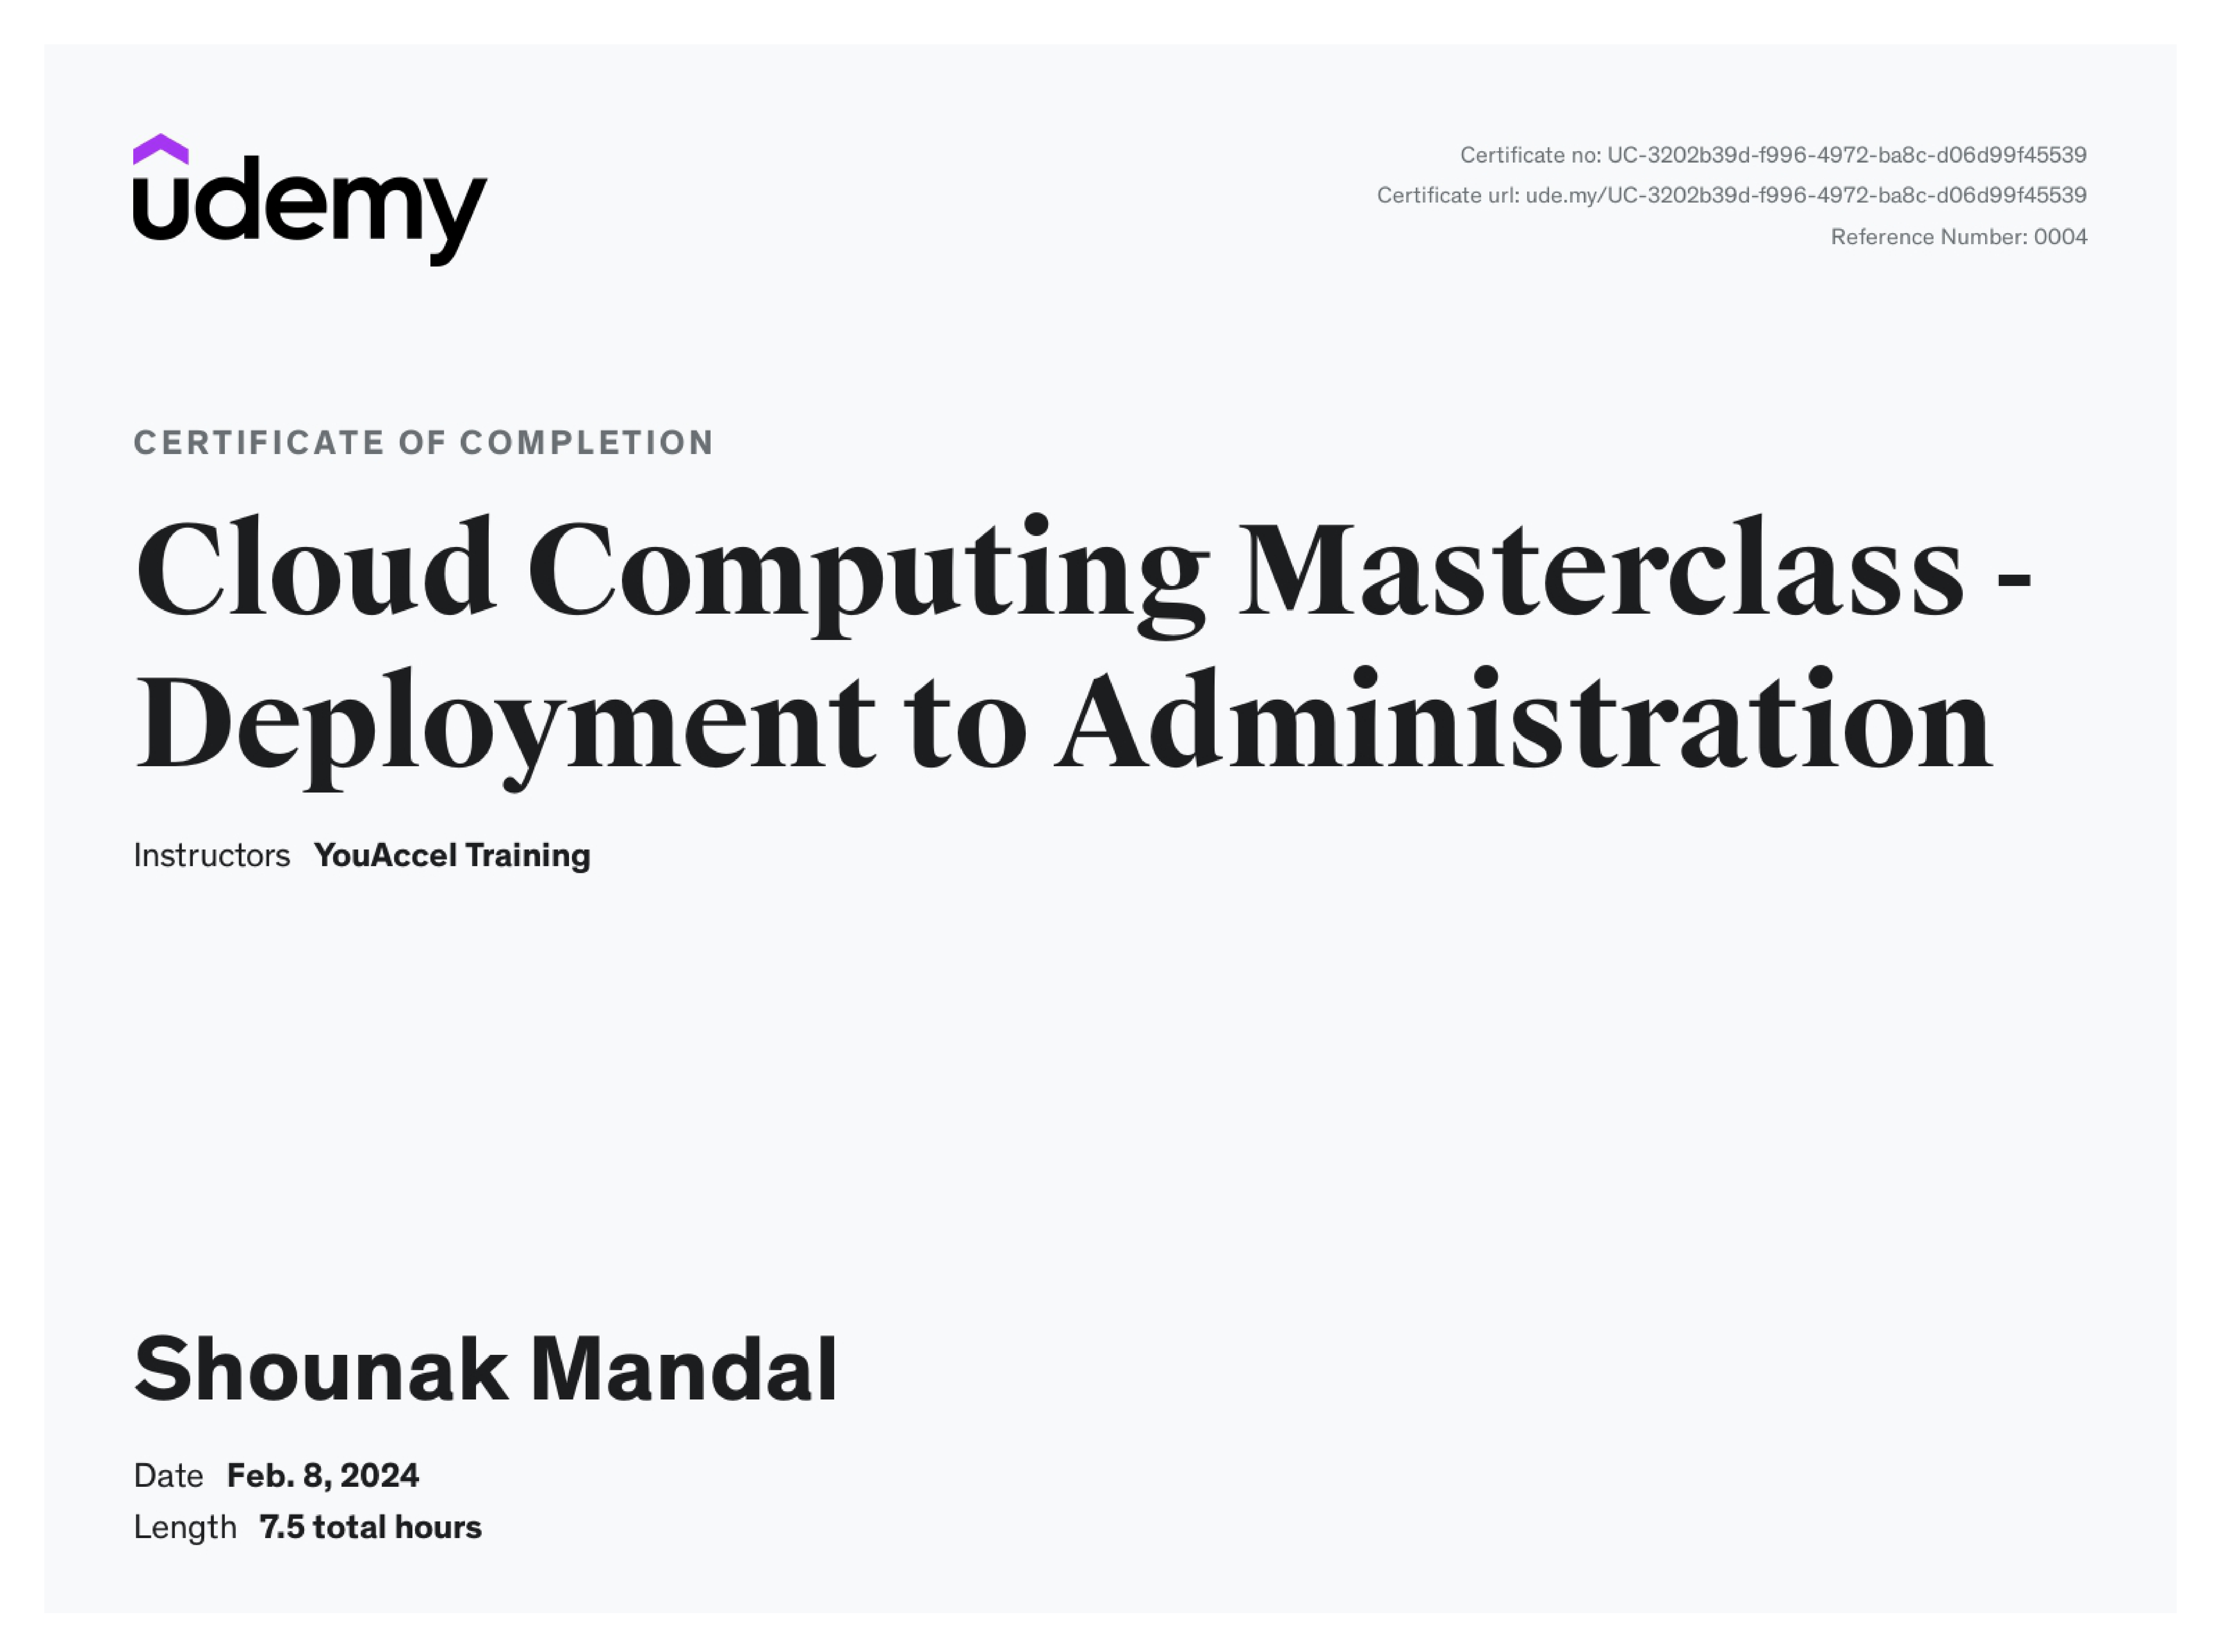 udemy
Certificate no: UC-3202b39d-f996-4972-ba8c-d06d99f45539
Certificate url: ude.my/UC-3202b39d-f996-4972-ba8c-d06d99f45539
Reference Number: 0004
CERTIFICATE OF COMPLETION
Cloud Computing Masterclass -
Deployment to Administration
Instructors YouAccel Training
Shounak Mandal
Date Feb. 8, 2024
Length 7.5 total hours